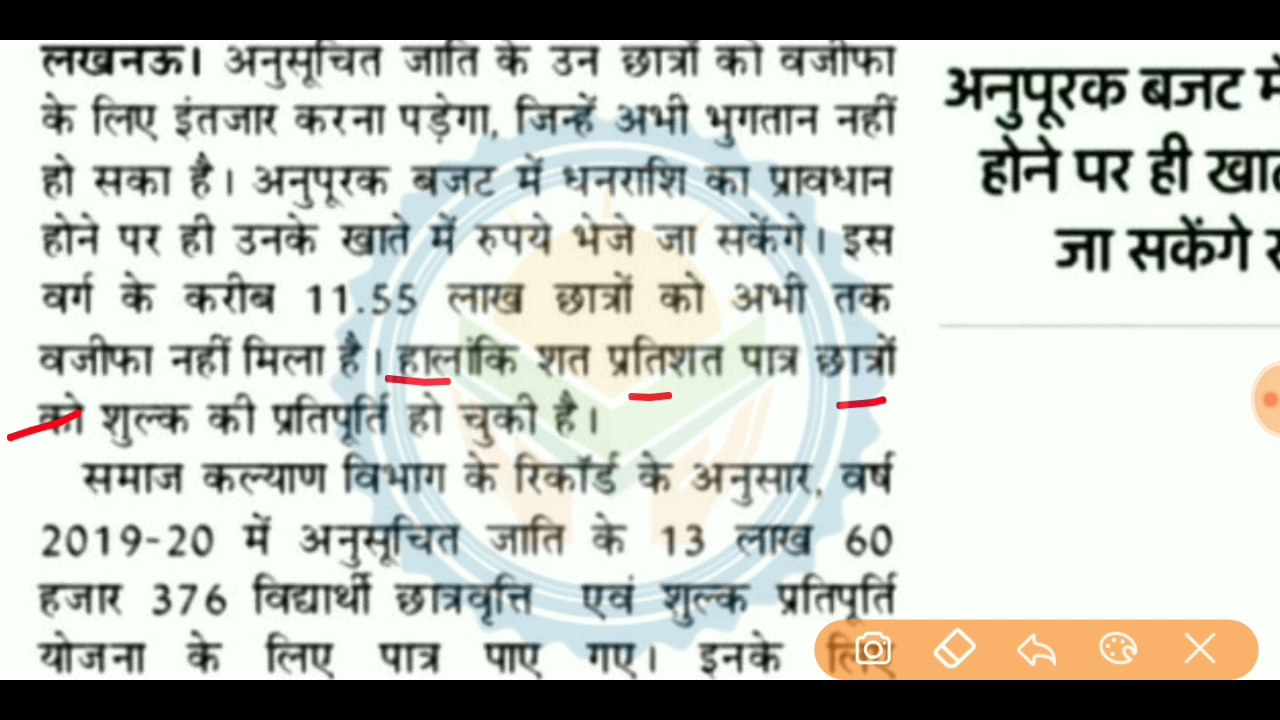 लखनऊ। अनुसूचित जाति के उन छात्रों को वजीफा
के लिए इंतजार करना पड़ेगा, जिन्हें अभी भुगतान नहीं
हो सका है। अनुपूरक बजट में धनराशि का प्रावधान
होने पर ही उनके खाते में रुपये भेजे जा सकेंगे। इस
वर्ग के करीब 11.55 लाख छात्रों को अभी तक
वजीफा नहीं मिला है। हालांकि शत प्रतिशत पात्र छात्रों
को शुल्क की प्रतिपूर्ति हो चुकी है।
समाज कल्याण विभाग के रिकॉर्ड के अनुसार, वर्ष
2019-20 में अनुसूचित जाति के 13 लाख 60
हजार 376 विद्यार्थी छात्रवृत्ति एवं शुल्क प्रतिपूर्ति
योजना के लिए पात्र पाए गए। इनके लिए
अनुपूरक बजट में
होने पर ही
जा सकेंगे